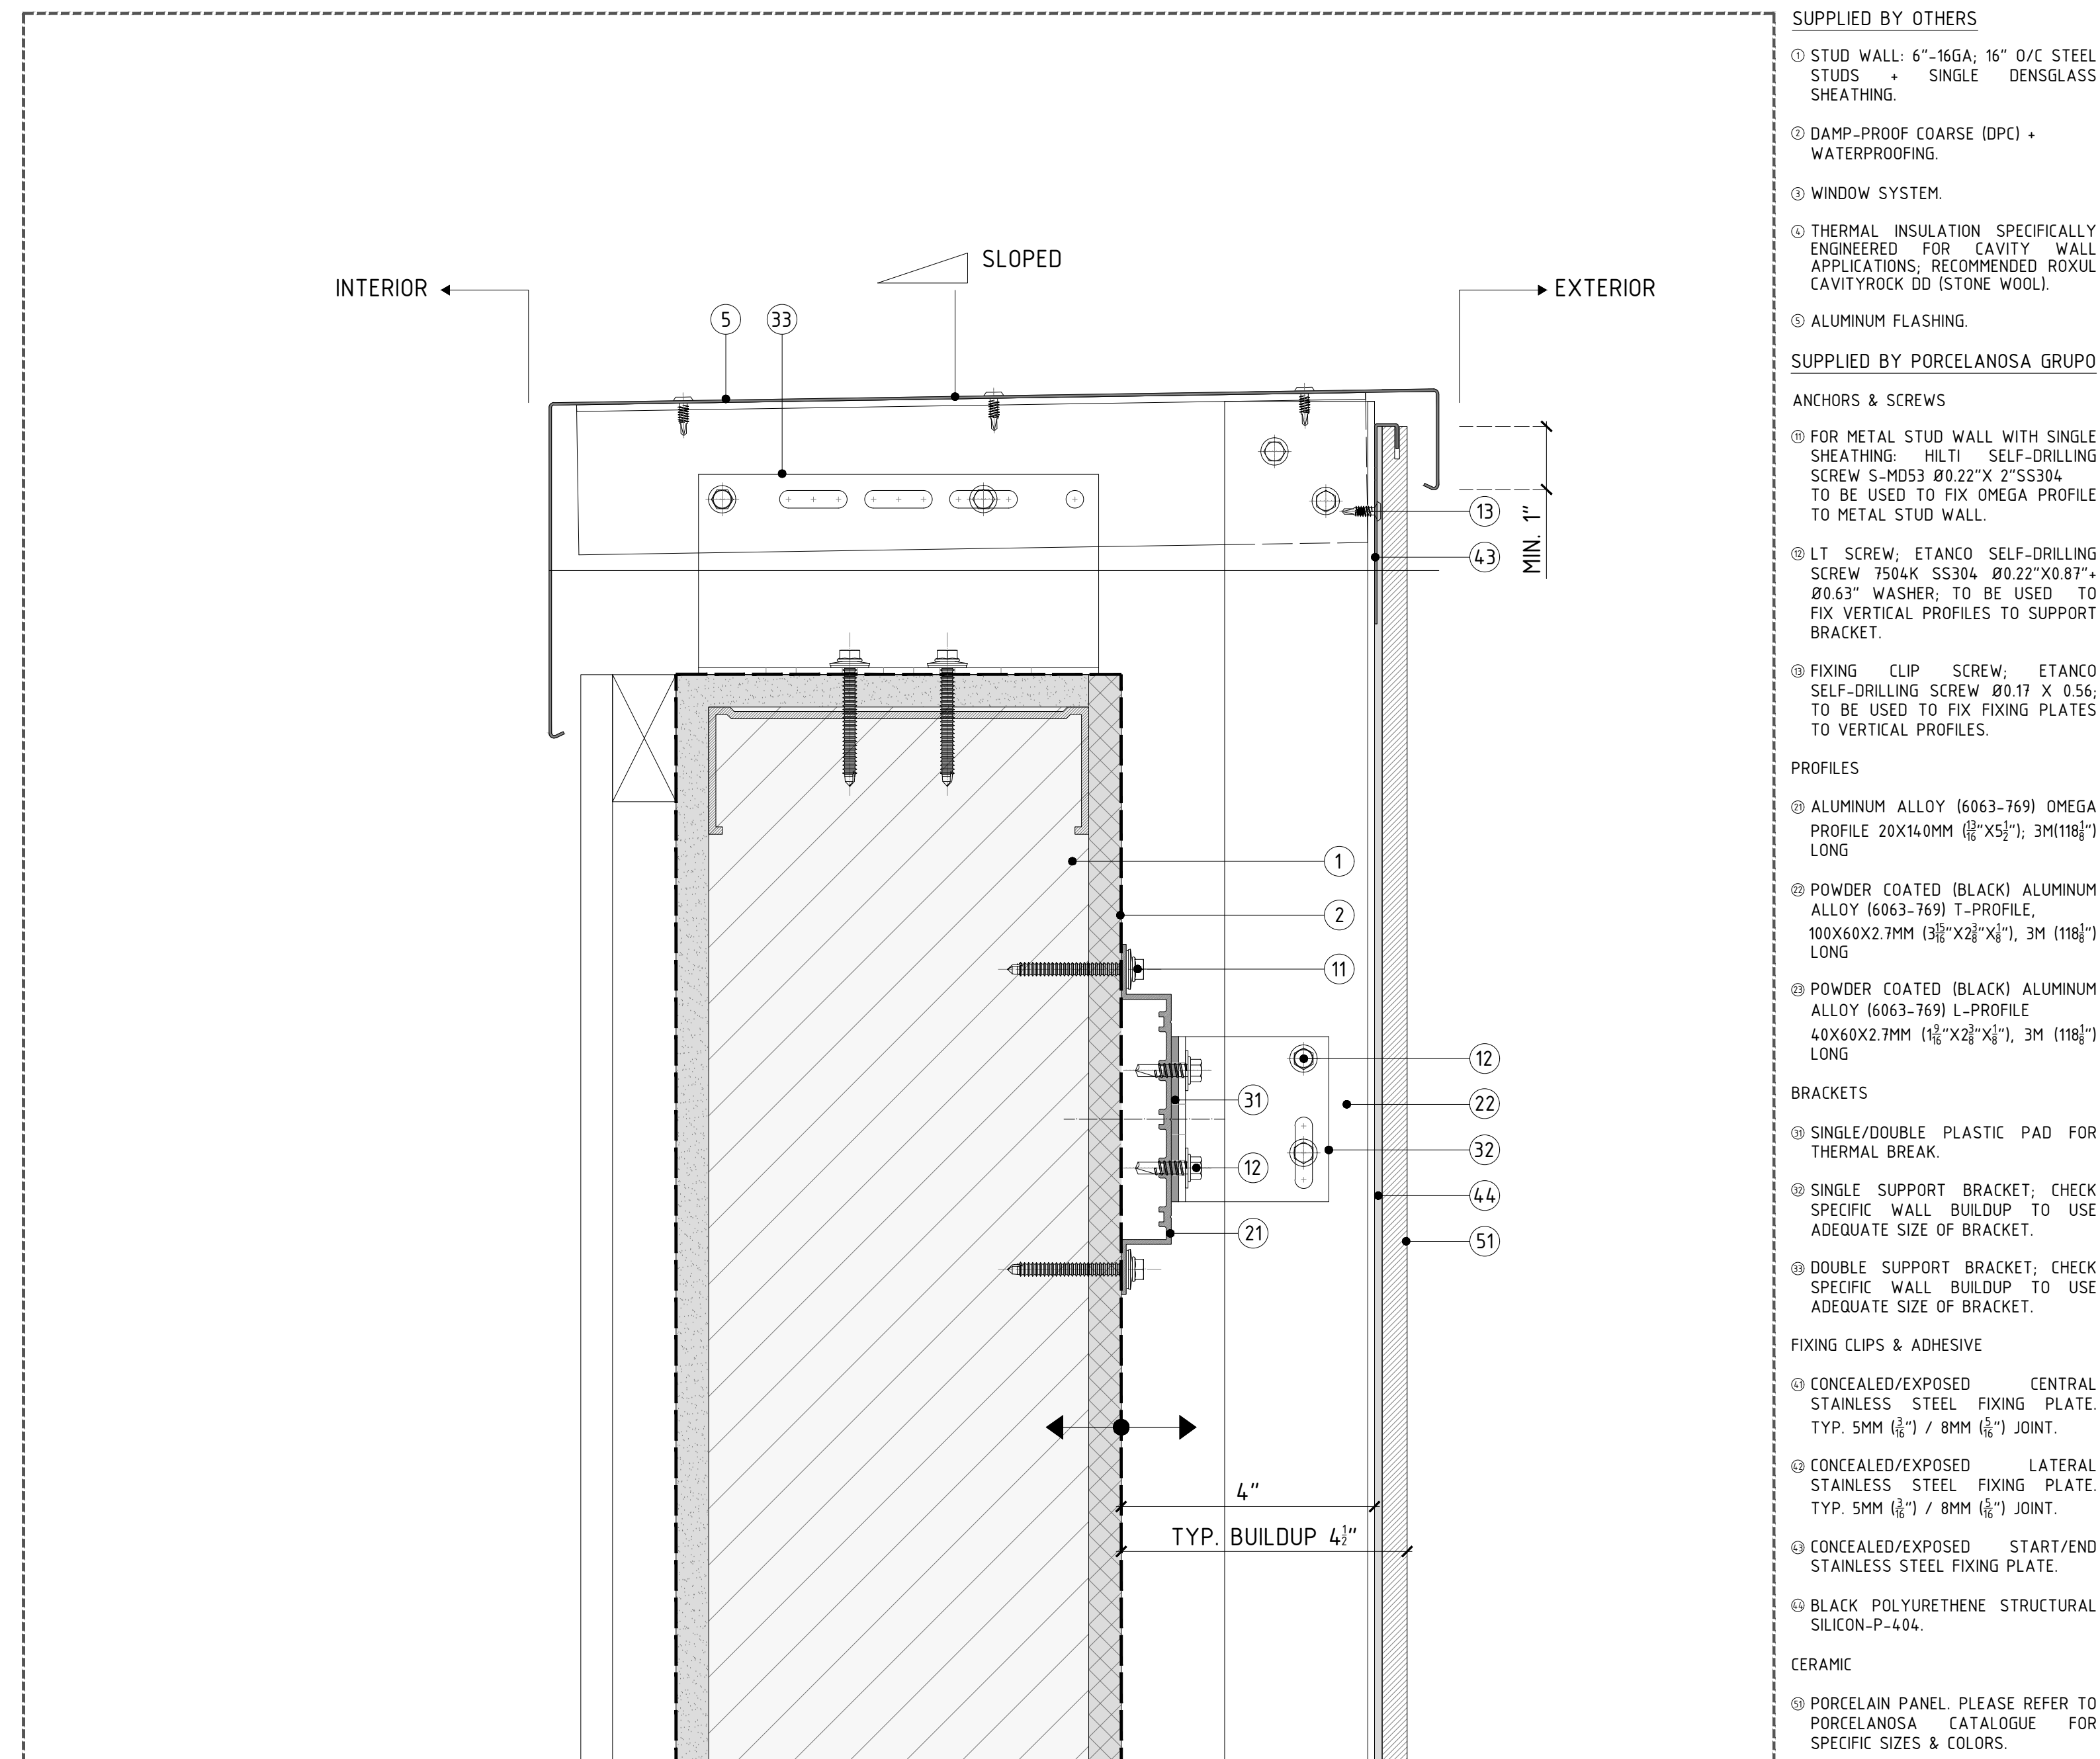 SLOPED
INTERIOR
EXTERIOR
5
33
13
43
MIN. 1"
1
2
11
12
31
22
32
12
44
21
51
4"
TYP. BUILDUP 4 1/2"
SUPPLIED BY OTHERS
1 STUD WALL: 6"-16GA; 16" O/C STEEL
STUDS + SINGLE DENSGLASS
SHEATHING.
2 DAMP-PROOF COARSE (DPC) +
WATERPROOFING.
3 WINDOW SYSTEM.
4 THERMAL INSULATION SPECIFICALLY
ENGINEERED FOR CAVITY WALL
APPLICATIONS; RECOMMENDED ROXUL
CAVITYROCK DD (STONE WOOL).
5 ALUMINUM FLASHING.
SUPPLIED BY PORCELANOSA GRUPO
ANCHORS & SCREWS
11 FOR METAL STUD WALL WITH SINGLE
SHEATHING: HILTI SELF-DRILLING
SCREW S-MD53 Ø0.22"X 2"SS304
TO BE USED TO FIX OMEGA PROFILE
TO METAL STUD WALL.
12 LT SCREW; ETANCO SELF-DRILLING
SCREW 7504K SS304 Ø0.22"X0.87"+
Ø0.63" WASHER; TO BE USED TO
FIX VERTICAL PROFILES TO SUPPORT
BRACKET.
13 FIXING CLIP SCREW; ETANCO
SELF-DRILLING SCREW Ø0.17 X 0.56;
TO BE USED TO FIX FIXING PLATES
TO VERTICAL PROFILES.
PROFILES
21 ALUMINUM ALLOY (6063-769) OMEGA
PROFILE 20X140MM (13/16"X5 1/2"); 3M(118 1/8")
LONG
22 POWDER COATED (BLACK) ALUMINUM
ALLOY (6063-769) T-PROFILE,
100X60X2.7MM (3 15/16"X2 3/8"X 1/8"), 3M (118 1/8")
LONG
23 POWDER COATED (BLACK) ALUMINUM
ALLOY (6063-769) L-PROFILE
40X60X2.7MM (1 9/16"X2 3/8"X 1/8"), 3M (118 1/8")
LONG
BRACKETS
31 SINGLE/DOUBLE PLASTIC PAD FOR
THERMAL BREAK.
32 SINGLE SUPPORT BRACKET; CHECK
SPECIFIC WALL BUILDUP TO USE
ADEQUATE SIZE OF BRACKET.
33 DOUBLE SUPPORT BRACKET; CHECK
SPECIFIC WALL BUILDUP TO USE
ADEQUATE SIZE OF BRACKET.
FIXING CLIPS & ADHESIVE
41 CONCEALED/EXPOSED CENTRAL
STAINLESS STEEL FIXING PLATE.
TYP. 5MM (3/16") / 8MM (5/16") JOINT.
42 CONCEALED/EXPOSED LATERAL
STAINLESS STEEL FIXING PLATE.
TYP. 5MM (3/16") / 8MM (5/16") JOINT.
43 CONCEALED/EXPOSED START/END
STAINLESS STEEL FIXING PLATE.
44 BLACK POLYURETHENE STRUCTURAL
SILICON-P-404.
CERAMIC
51 PORCELAIN PANEL. PLEASE REFER TO
PORCELANOSA CATALOGUE FOR
SPECIFIC SIZES & COLORS.